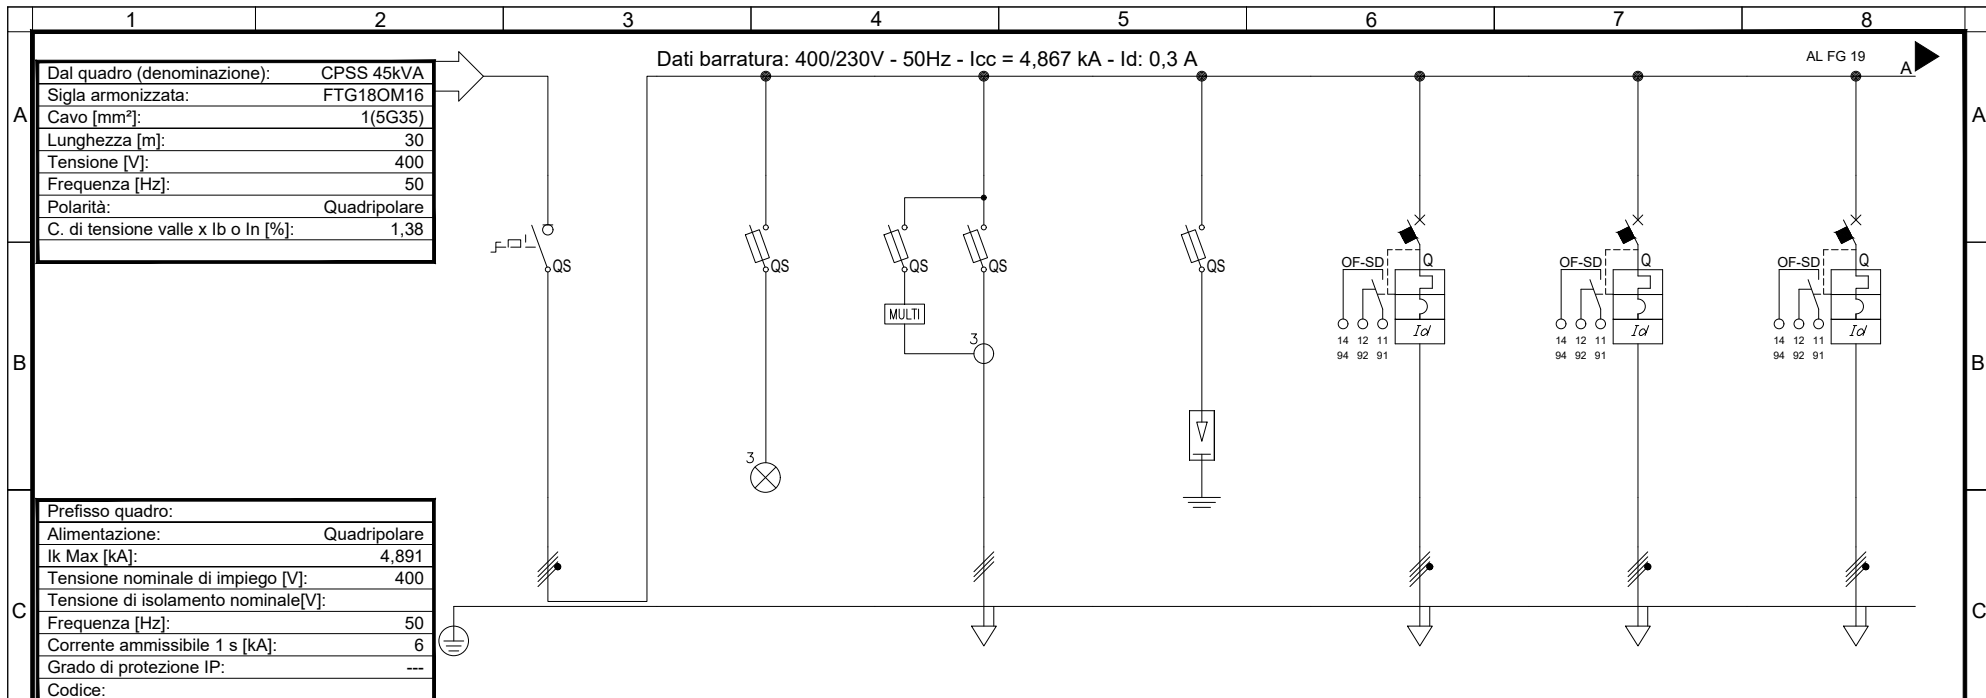 1 2 3 4 5 6 7 8
Dati barratura: 400/230V - 50Hz - Icc = 4,867 kA - Id: 0,3 A
AL FG 19
A
A
A
Dal quadro (denominazione): CPSS 45kVA
Sigla armonizzata: FTG18OM16
Cavo [mm²]: 1(5G35)
Lunghezza [m]: 30
Tensione [V]: 400
Frequenza [Hz]: 50
Polarità: Quadripolare
C. di tensione valle x Ib o In [%]: 1,38
QS QS QS QS QS
OF-SD Q OF-SD Q OF-SD Q
MULTI
Id Id Id
14 12 11 14 12 11 14 12 11
94 92 91 94 92 91 94 92 91
3
B B
3
Prefisso quadro:
Alimentazione: Quadripolare
Ik Max [kA]: 4,891
Tensione nominale di impiego [V]: 400
Tensione di isolamento nominale[V]:
Frequenza [Hz]: 50
Corrente ammissibile 1 s [kA]: 6
Grado di protezione IP: ---
Codice:
C C